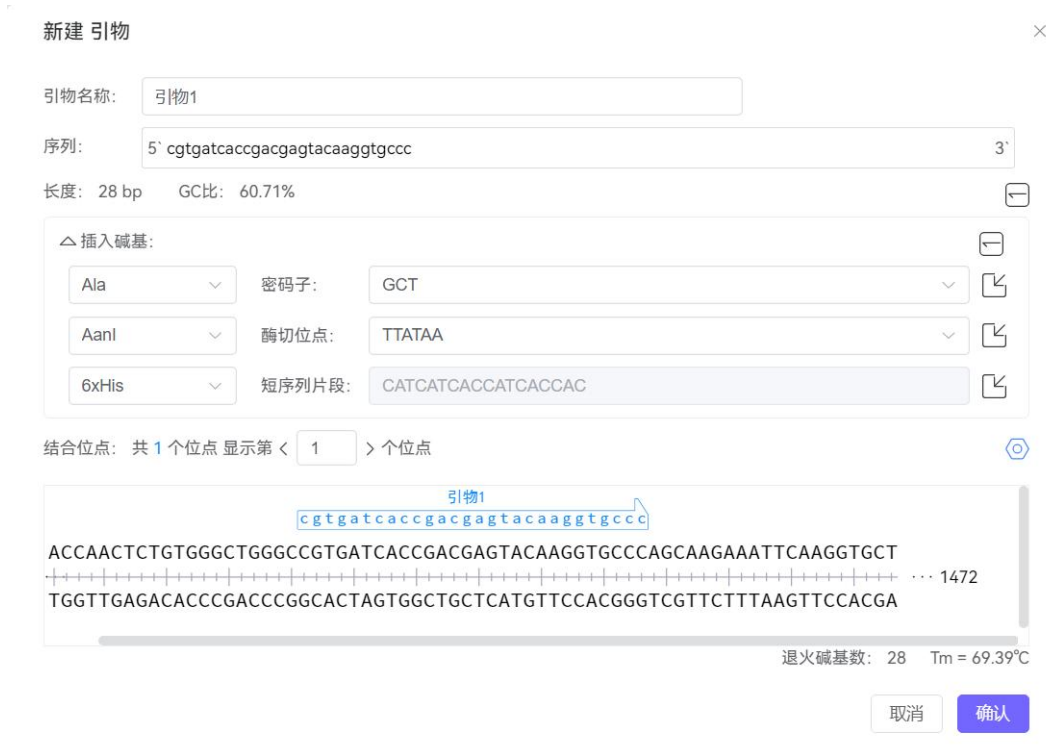 新建 引物
引物名称: 引物1
序列: 5` cgtgatcaccgacgagtacaaggtgccc 3`
长度: 28 bp GC比: 60.71%
插入碱基:
Ala 密码子: GCT
AanI 酶切位点: TTATAA
6xHis 短序列片段: CATCATCACCATCACCAC
结合位点: 共 1 个位点 显示第 < 1 > 个位点
引物1
cgtgatcaccgacgagtacaaggtgccc
ACCAACTCTGTGGGCTGGGCCGTGATCACCGACGAGTACAAGGTGCCCAGCAAGAAATTCAAGGTGCT
··· 1472
TGGTTGAGACACCCGACCCGGCACTAGTGGCTGCTCATGTTCCACGGGTCGTTCTTTAAGTTCCACGA
退火碱基数: 28 Tm = 69.39℃
取消 确认